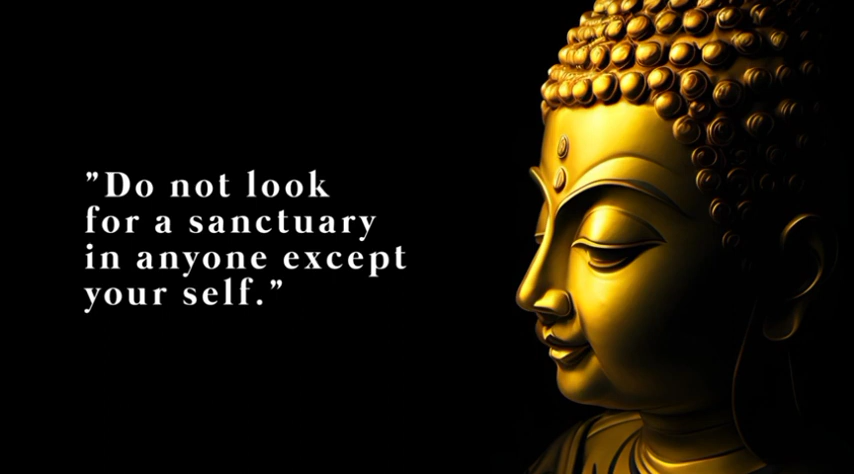 ”Do not look
for a sanctuary
in anyone except
your self.”